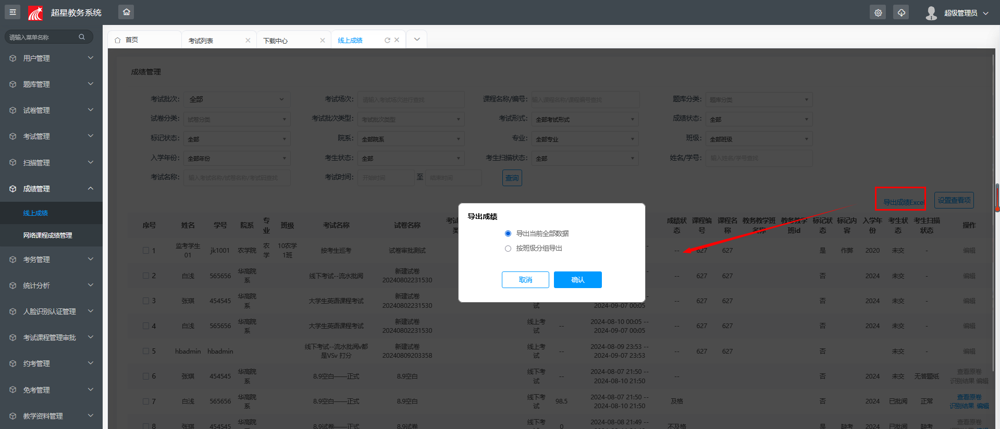 超星教务系统
超级管理员
请输入菜单名称
用户管理
题库管理
试卷管理
考试管理
扫描管理
成绩管理
线上成绩
网络课程成绩管理
考务管理
统计分析
人脸识别认证管理
考试课程管理审批
约考管理
免考管理
教学资料管理
首页
考试列表
下载中心
线上成绩
成绩管理
考试批次: 全部
考试场次: 请输入考试场次进行查找
课程名称/编号: 输入课程名称/课程编号查找
题库分类: 题库分类
试卷分类: 试卷分类
考试批次类型: 考试批次类型
考试形式: 全部考试形式
成绩状态: 全部
标记状态: 全部
院系: 全部院系
专业: 全部专业
班级: 全部班级
入学年份: 全部年份
考生状态: 全部
考生扫描状态: 全部
姓名/学号: 输入姓名/学号查找
考试名称: 输入考试名称/试卷名称/考试码查找
考试时间: 开始时间 至 结束时间
查询
导出成绩Excel
设置查看项
序号 姓名 学号 院系 专业 班级 考试名称 试卷名称 考试 类 成绩状态 课程编号 课程名称 教务教学班名称 教务教学班id 标记状态 标记内容 入学年份 考生状态 考生扫描状态 操作
1 监考学生01 jk1001 农学院 农学 10农学1班 按考生巡考 试卷审批测试 -- 627 627 是 作弊 2020 未交 - 编辑
2 白浅 565656 华高院系 线下考试--流水批阅 新建试卷20240802231530 -- 627 627 否 2024 未交 - 编辑
3 张琪 454545 华高院系 大学生英语课程考试 新建试卷20240802231530 试 2024-09-07 00:05 -- 627 627 否 2024 未交 - 编辑
4 白浅 565656 华高院系 大学生英语课程考试 新建试卷20240802231530 线上考试 -- 2024-08-10 00:05 -- 2024-09-07 00:05 -- 627 627 否 2024 未交 - 编辑
5 hbadmin hbadmin 线下考试--流水批阅v都是VSv 打分 新建试卷20240809203358 线上考试 -- 2024-08-09 23:53 -- 2024-09-07 23:53 -- 627 627 否 未交 - 编辑
6 张琪 454545 华高院系 8.9空白——正式 8.9空白 线下考试 -- 2024-08-07 21:50 -- 2024-08-10 21:50 -- 否 2024 未交 无答题纸 查看原卷 识别结果 编辑
7 白浅 565656 华高院系 8.9空白——正式 8.9空白 线下考试 98.5 2024-08-07 21:50 -- 2024-08-10 21:50 及格 否 2024 已批阅 正常 查看原卷 识别结果 编辑
8 张琪 454545 华高院 8.9试卷——正式 8.9试卷 线下考 0 2024-08-08 21:49 -- 不及格 是 缺考 2024 已批阅 缺考 查看原卷
导出成绩
导出当前全部数据
按班级分组导出
取消
确认